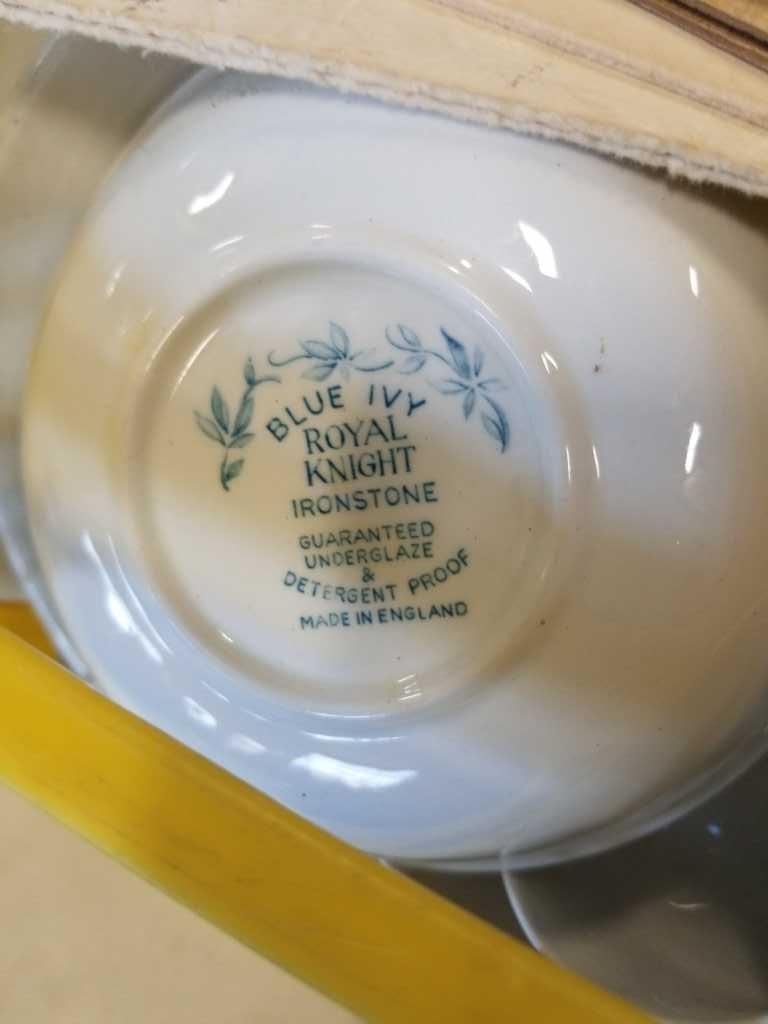 BLUE IVY
ROYAL
KNIGHT
IRONSTONE
GUARANTEED
UNDERGLAZE
&
DETERGENT PROOF
MADE IN ENGLAND